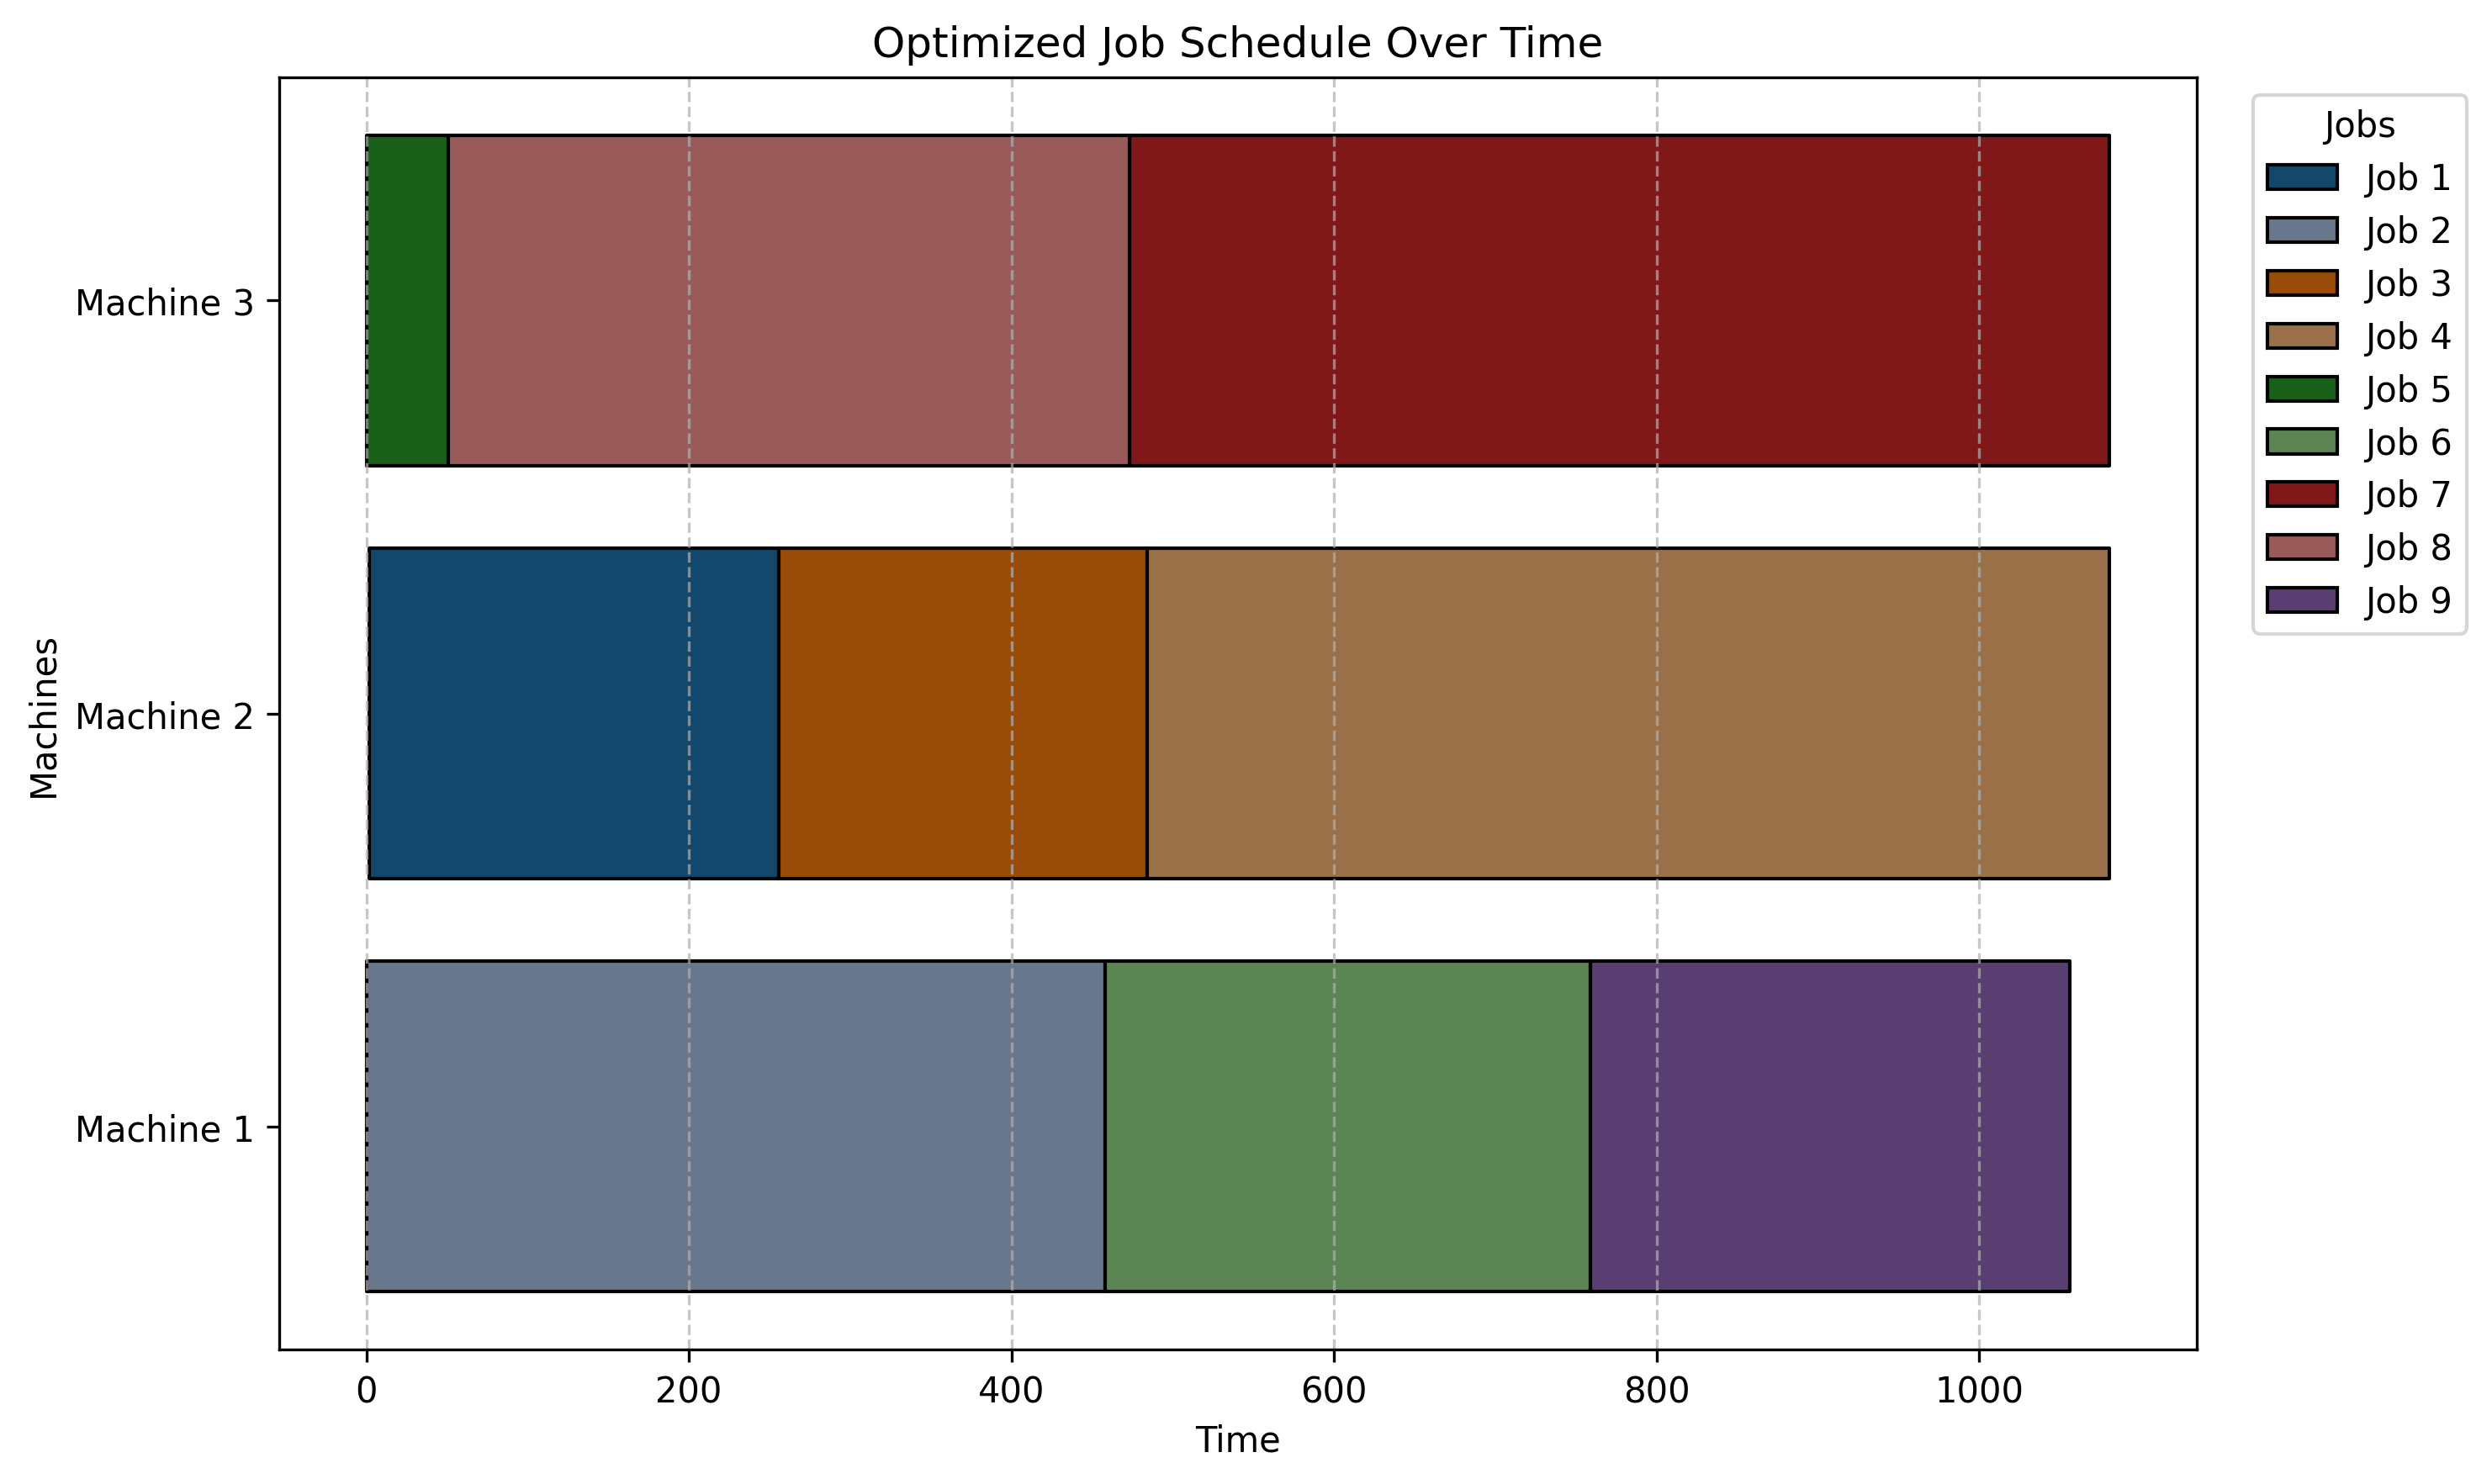 Optimized Job Schedule Over Time
Jobs
Job 1
Job 2
Job 3
Job 4
Job 5
Job 6
Job 7
Job 8
Job 9
Machines
Machine 3
Machine 2
Machine 1
0 200 400 600 800 1000
Time